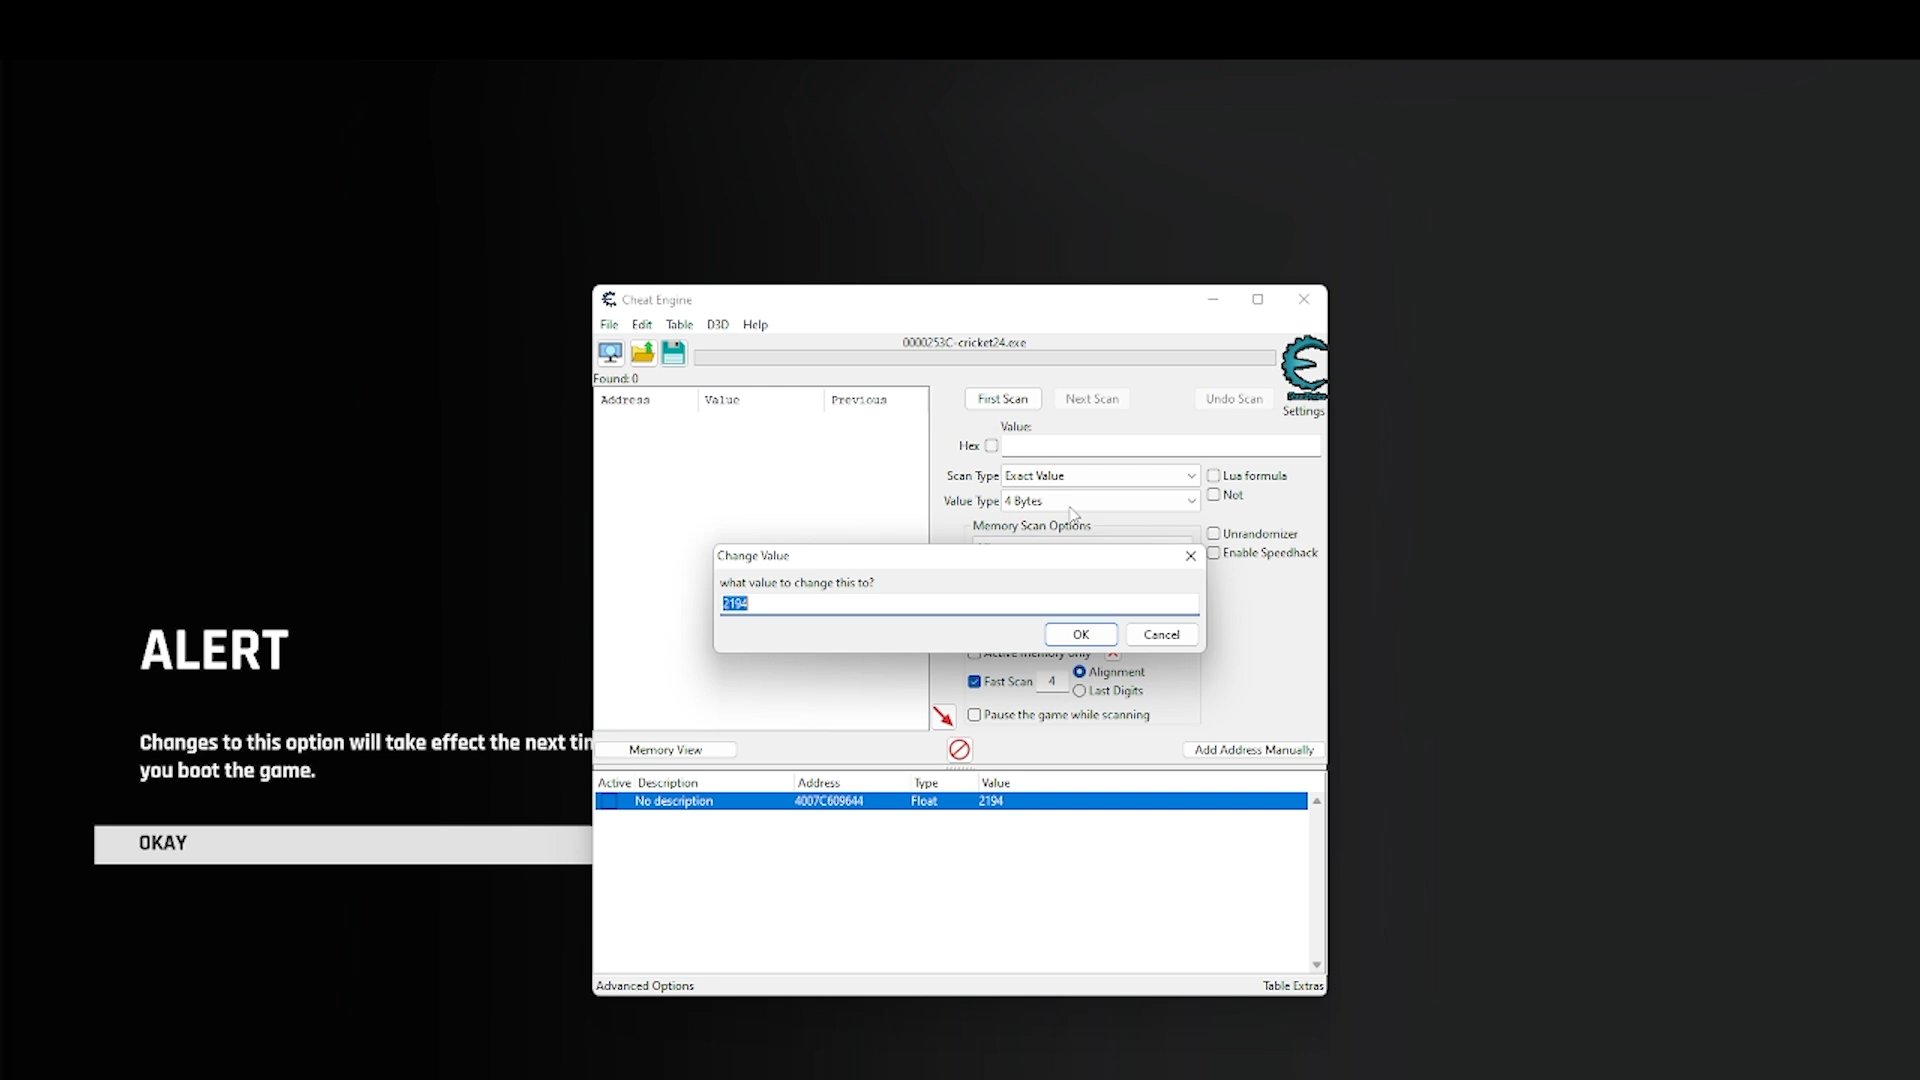 Cheat Engine
File Edit Table D3D Help
0000253C-cricket24.exe
Found: 0
Address Value Previous
First Scan Next Scan Undo Scan
Settings
Value:
Hex
Scan Type Exact Value Lua formula
Not
Value Type 4 Bytes
Memory Scan Options
Unrandomizer
Enable Speedhack
Change Value
what value to change this to?
2194
OK Cancel
Active memory only
Fast Scan 4 Alignment
Last Digits
Pause the game while scanning
Memory View Add Address Manually
Active Description Address Type Value
No description 4007C609644 Float 2194
Advanced Options Table Extras
ALERT
Changes to this option will take effect the next tin
you boot the game.
OKAY